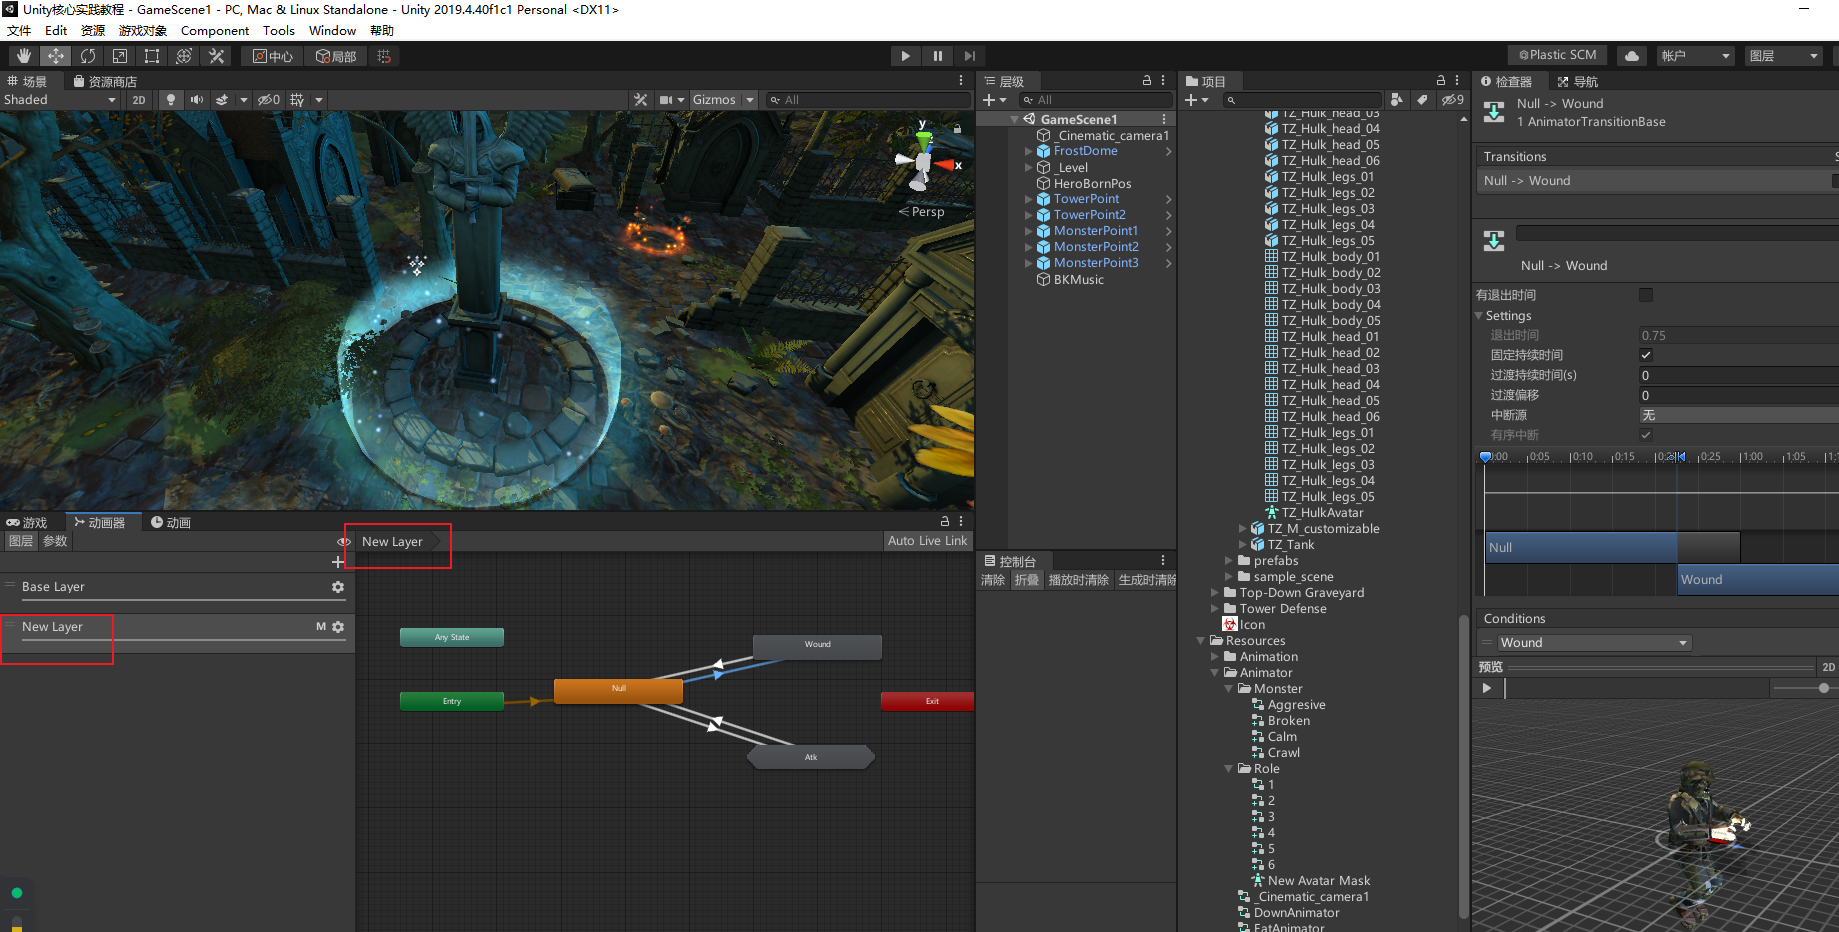 Unity核心实践教程 - GameScene1 - PC, Mac & Linux Standalone - Unity 2019.4.40f1c1 Personal <DX11>
文件 Edit 资源 游戏对象 Component Tools Window 帮助
中心 局部 Plastic SCM 帐户 图层
场景 资源商店
Shaded 2D 0 Gizmos All
y
x
Persp
游戏 动画器 动画
图层 参数 New Layer Auto Live Link
Base Layer
New Layer M
Any State
Wound
Null
Entry
Exit
Atk
层级
All
GameScene1
_Cinematic_camera1
FrostDome
_Level
HeroBornPos
TowerPoint
TowerPoint2
MonsterPoint1
MonsterPoint2
MonsterPoint3
BKMusic
控制台
清除 折叠 播放时清除 生成时清除
项目
9
TZ_Hulk_head_03
TZ_Hulk_head_04
TZ_Hulk_head_05
TZ_Hulk_head_06
TZ_Hulk_legs_01
TZ_Hulk_legs_02
TZ_Hulk_legs_03
TZ_Hulk_legs_04
TZ_Hulk_legs_05
TZ_Hulk_body_01
TZ_Hulk_body_02
TZ_Hulk_body_03
TZ_Hulk_body_04
TZ_Hulk_body_05
TZ_Hulk_head_01
TZ_Hulk_head_02
TZ_Hulk_head_03
TZ_Hulk_head_04
TZ_Hulk_head_05
TZ_Hulk_head_06
TZ_Hulk_legs_01
TZ_Hulk_legs_02
TZ_Hulk_legs_03
TZ_Hulk_legs_04
TZ_Hulk_legs_05
TZ_HulkAvatar
TZ_M_customizable
TZ_Tank
prefabs
sample_scene
Top-Down Graveyard
Tower Defense
Icon
Resources
Animation
Animator
Monster
Aggresive
Broken
Calm
Crawl
Role
1
2
3
4
5
6
New Avatar Mask
_Cinematic_camera1
DownAnimator
EatAnimator
检查器 导航
Null -> Wound
1 AnimatorTransitionBase
Transitions
Null -> Wound
Null -> Wound
有退出时间
Settings
退出时间 0.75
固定持续时间
过渡持续时间(s) 0
过渡偏移 0
中断源 无
有序中断
0:05 0:10 0:15 0:25 1:00 1:05
Null
Wound
Conditions
Wound
预览 2D